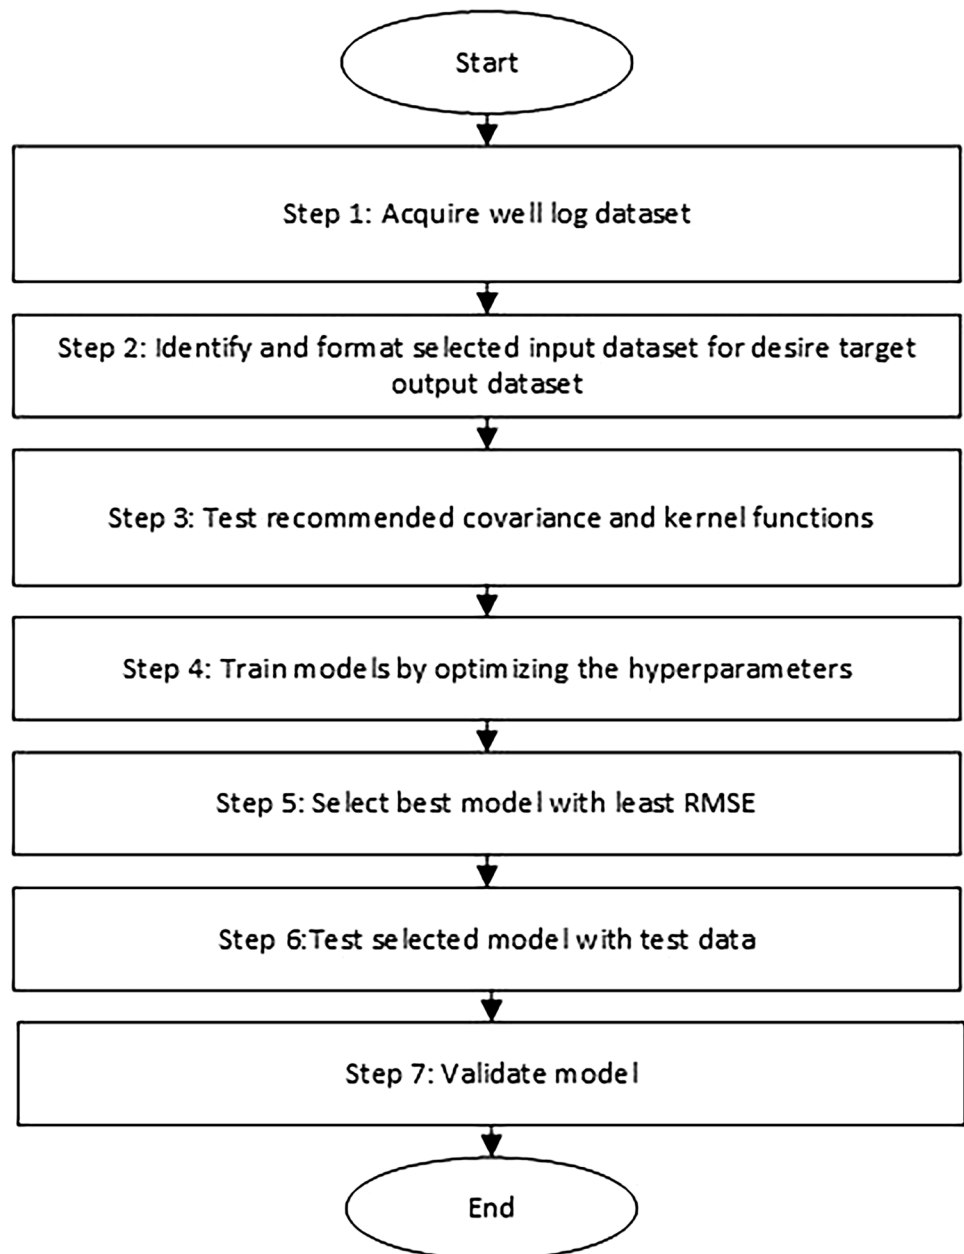 Start
Step 1: Acquire well log dataset
Step 2: Identify and format selected input dataset for desire target
output dataset
Step 3: Test recommended covariance and kernel functions
Step 4: Train models by optimizing the hyperparameters
Step 5: Select best model with least RMSE
Step 6:Test selected model with test data
Step 7: Validate model
End